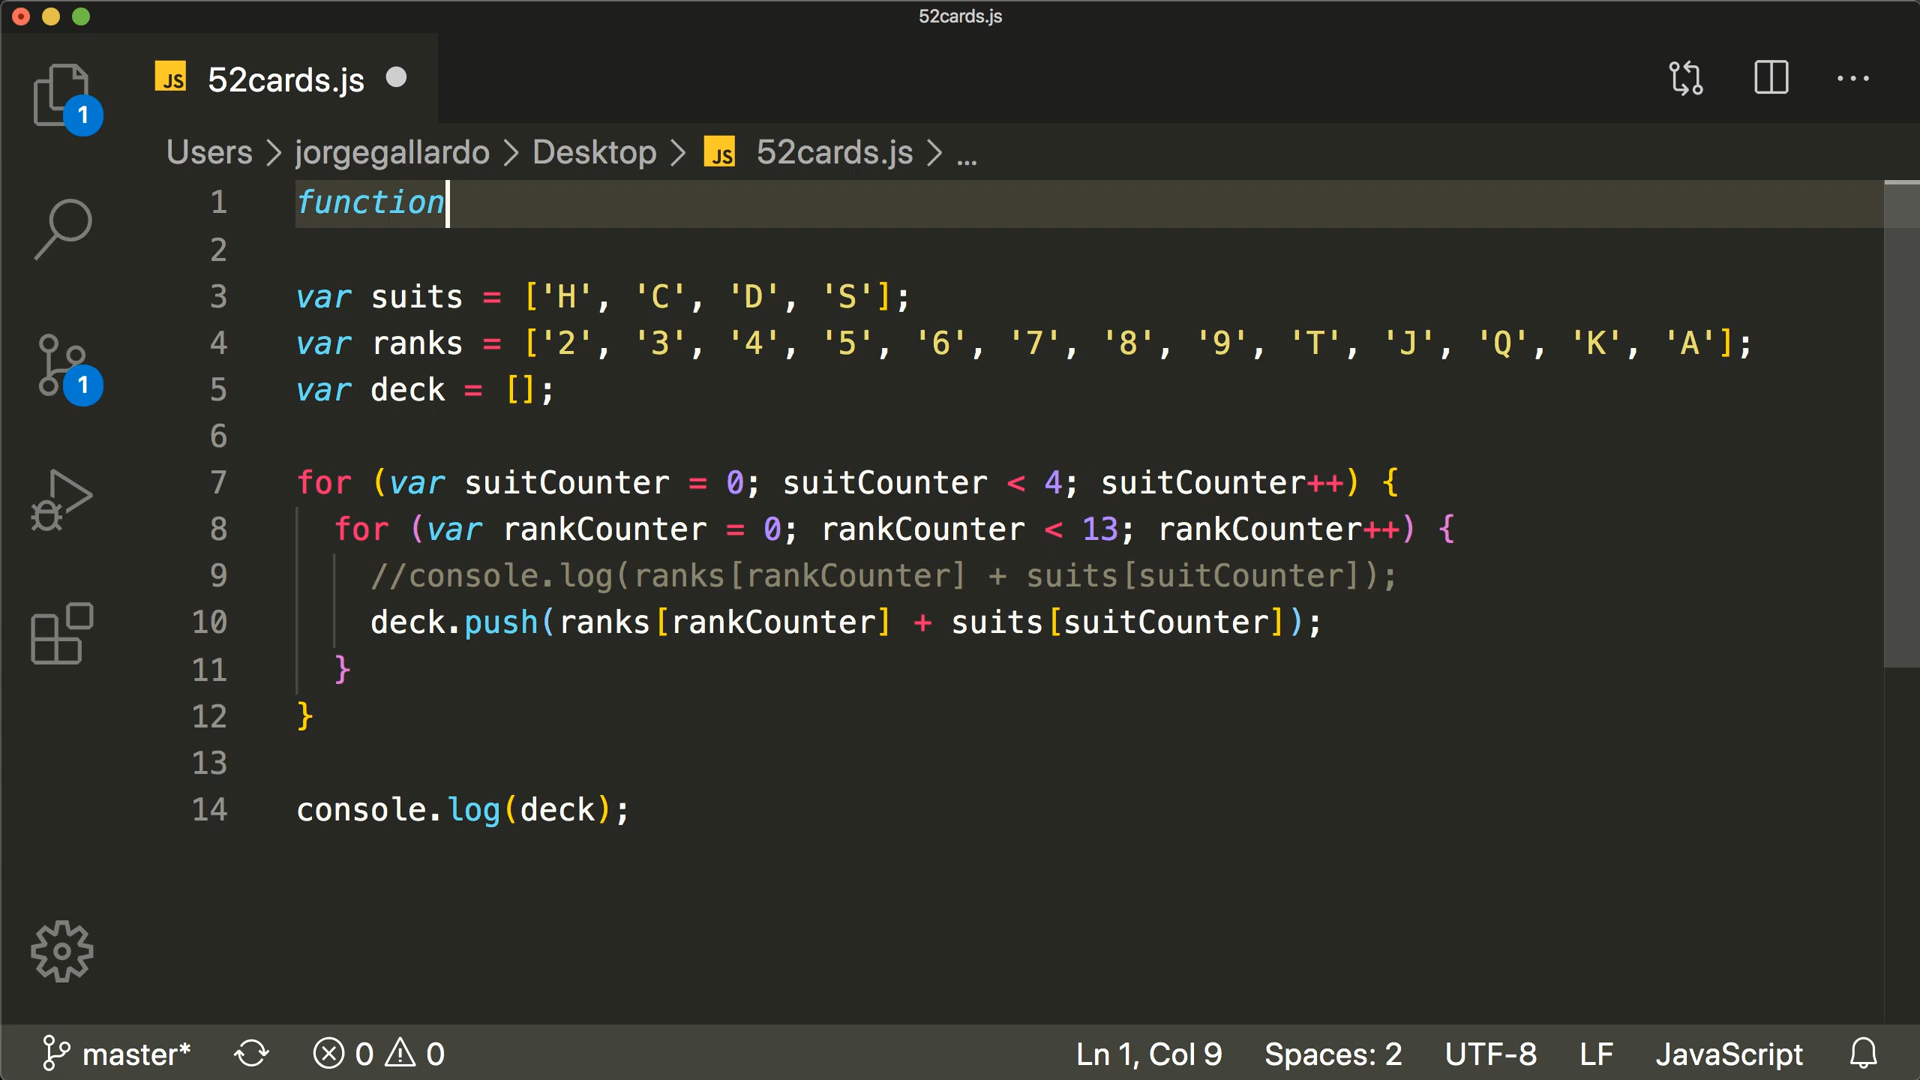 52cards.js
JS 52cards.js
1
Users > jorgegallardo > Desktop > JS 52cards.js > ...
1 function
2
3 var suits = ['H', 'C', 'D', 'S'];
4 var ranks = ['2', '3', '4', '5', '6', '7', '8', '9', 'T', 'J', 'Q', 'K', 'A'];
1
5 var deck = [];
6
7 for (var suitCounter = 0; suitCounter < 4; suitCounter++) {
8 for (var rankCounter = 0; rankCounter < 13; rankCounter++) {
9 //console.log(ranks[rankCounter] + suits[suitCounter]);
10 deck.push(ranks[rankCounter] + suits[suitCounter]);
11 }
12 }
13
14 console.log(deck);
master* 0 0 Ln 1, Col 9 Spaces: 2 UTF-8 LF JavaScript